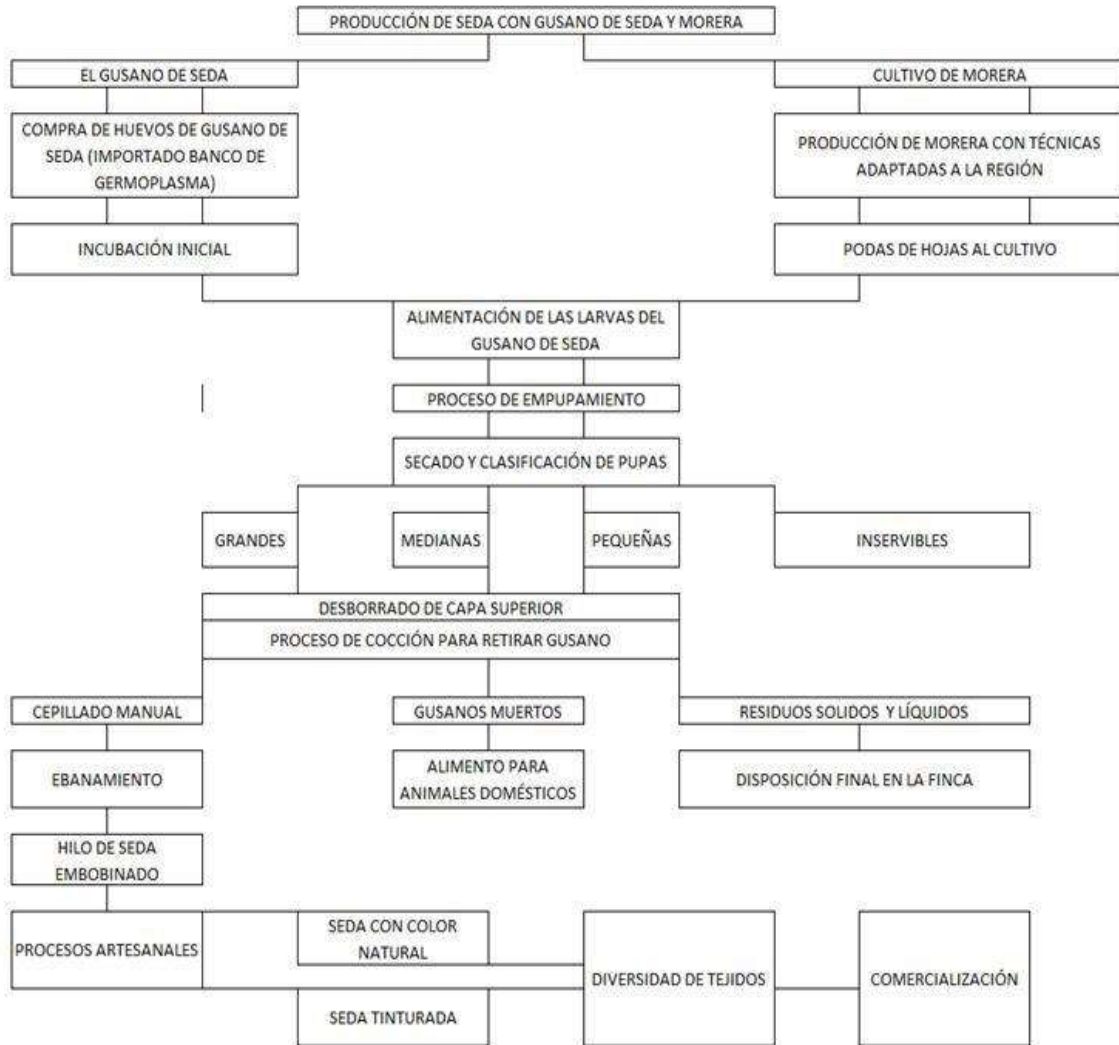 PRODUCCIÓN DE SEDA CON GUSANO DE SEDA Y MORERA
EL GUSANO DE SEDA
CULTIVO DE MORERA
COMPRA DE HUEVOS DE GUSANO DE
SEDA (IMPORTADO BANCO DE
GERMOPLASMA)
PRODUCCIÓN DE MORERA CON TÉCNICAS
ADAPTADAS A LA REGIÓN
INCUBACIÓN INICIAL
PODAS DE HOJAS AL CULTIVO
ALIMENTACIÓN DE LAS LARVAS DEL
GUSANO DE SEDA
PROCESO DE EMPUPAMIENTO
SECADO Y CLASIFICACIÓN DE PUPAS
GRANDES
MEDIANAS
PEQUEÑAS
INSERVIBLES
DESBORRADO DE CAPA SUPERIOR
PROCESO DE COCCIÓN PARA RETIRAR GUSANO
CEPILLADO MANUAL
GUSANOS MUERTOS
RESIDUOS SOLIDOS Y LÍQUIDOS
EBANAMIENTO
ALIMENTO PARA
ANIMALES DOMÉSTICOS
DISPOSICIÓN FINAL EN LA FINCA
HILO DE SEDA
EMBOBINADO
PROCESOS ARTESANALES
SEDA CON COLOR
NATURAL
SEDA TINTURADA
DIVERSIDAD DE TEJIDOS
COMERCIALIZACIÓN